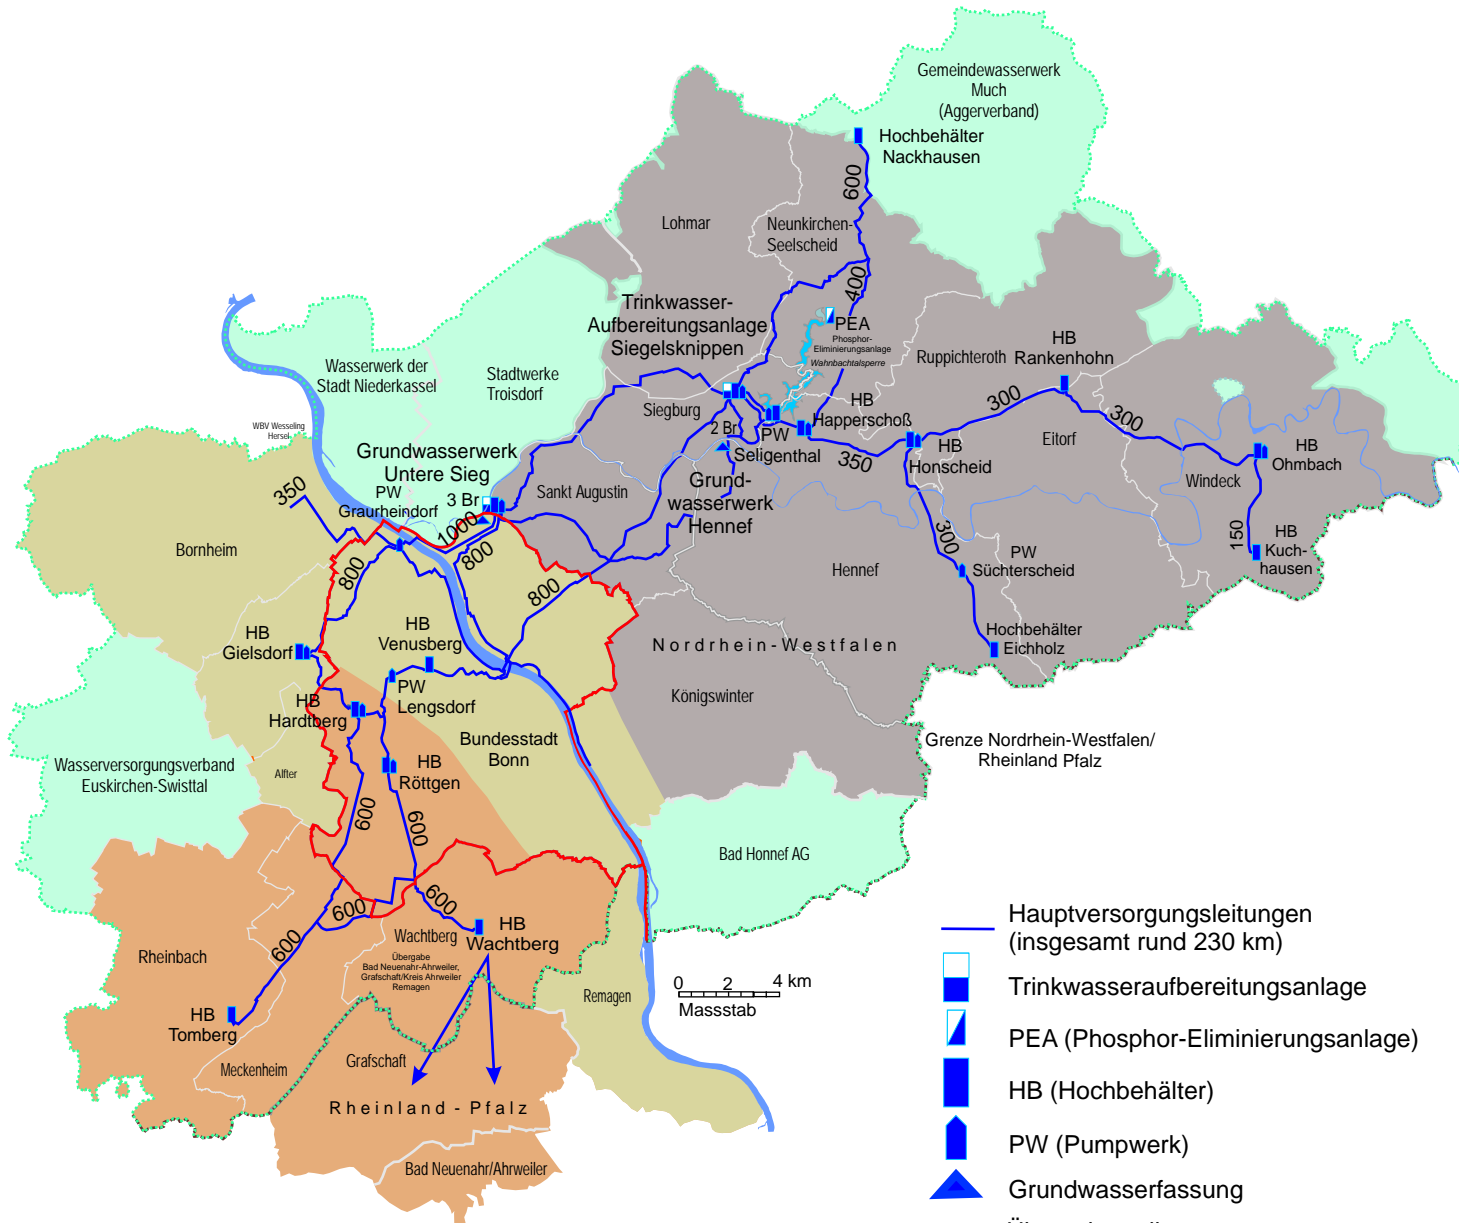 Gemeindewasserwerk
Much
(Aggerverband)
Hochbehälter
Nackhausen
600
Lohmar
Neunkirchen-
Seelscheid
400
Trinkwasser-
Aufbereitungsanlage
Siegelsknippen
PEA
Phosphor-
Eliminierungsanlage
Wahnbachtalsperre
Ruppichteroth
HB
Rankenhohn
Wasserwerk der
Stadt Niederkassel
Stadtwerke
Troisdorf
Siegburg
2 Br
PW
Seligenthal
HB
Happerschoß
300
300
350
HB
Honscheid
Eitorf
HB
Ohmbach
Windeck
WBV Wesseling
Hersel
Grundwasserwerk
Untere Sieg
3 Br
Sankt Augustin
Grund-
wasserwerk
Hennef
350
PW
Graurheindorf
1000
800
Bornheim
800
800
300
PW
Süchterscheid
Hennef
150
HB
Kuch-
hausen
HB
Gielsdorf
HB
Venusberg
Hochbehälter
Eichholz
Nordrhein-Westfalen
PW
Lengsdorf
HB
Hardtberg
Königswinter
Bundesstadt
Bonn
Grenze Nordrhein-Westfalen/
Rheinland Pfalz
Wasserversorgungsverband
Euskirchen-Swisttal
Alfter
HB
Röttgen
600
600
Bad Honnef AG
600
600
600
HB
Wachtberg
Wachtberg
Rheinbach
Übergabe
Bad Neuenahr-Ahrweiler,
Grafschaft/Kreis Ahrweiler
Remagen
Remagen
0 2 4 km
Massstab
HB
Tomberg
Meckenheim
Grafschaft
Rheinland - Pfalz
Bad Neuenahr/Ahrweiler
Hauptversorgungsleitungen
(insgesamt rund 230 km)
Trinkwasseraufbereitungsanlage
PEA (Phosphor-Eliminierungsanlage)
HB (Hochbehälter)
PW (Pumpwerk)
Grundwasserfassung